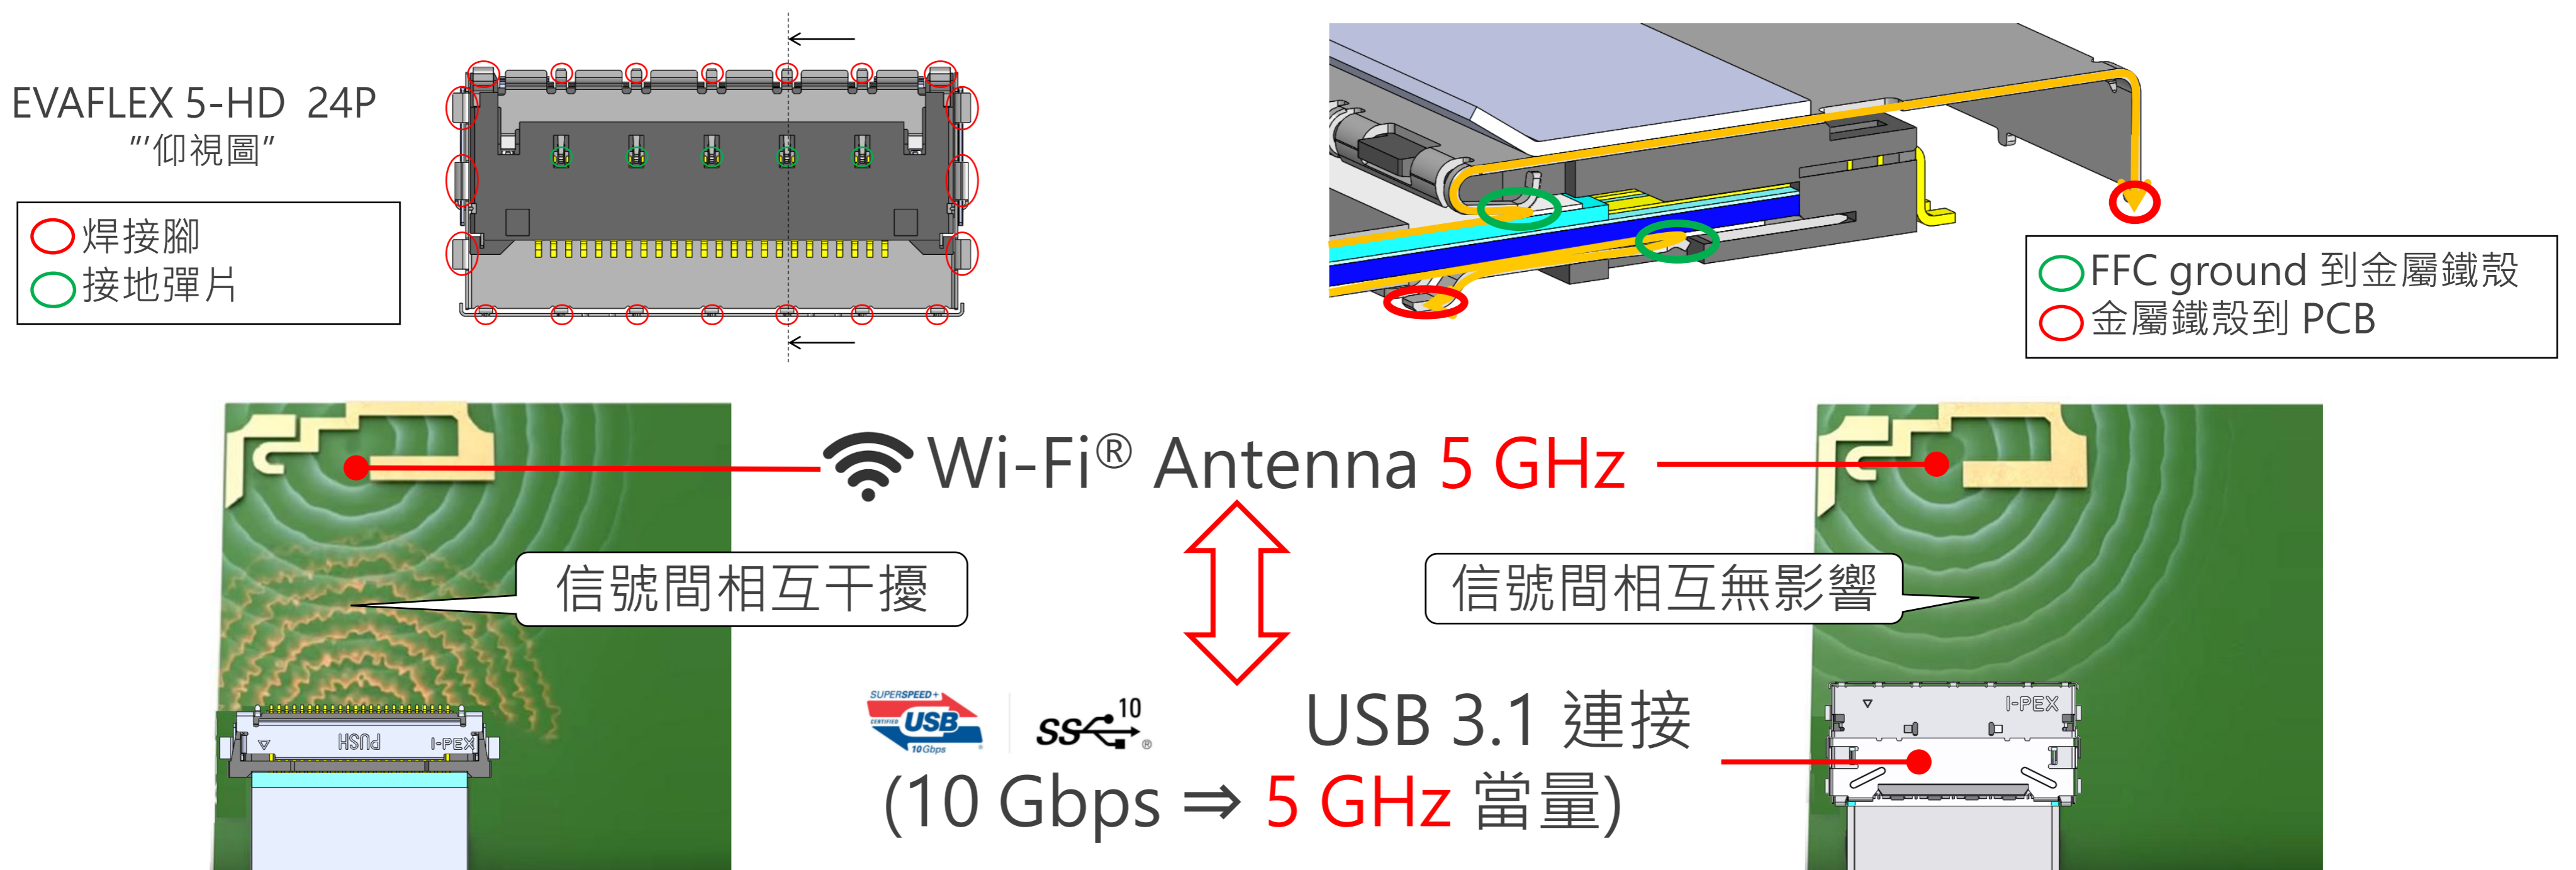 EVAFLEX 5-HD 24P
"'仰視圖"
焊接腳
接地彈片
FFC ground 到金屬鐵殼
金屬鐵殼到 PCB
Wi-Fi® Antenna 5 GHz
信號間相互干擾
信號間相互無影響
SUPERSPEED+
CERTIFIED USB ®
10Gbps
SS 10 ®
USB 3.1 連接
(10 Gbps ⇒ 5 GHz 當量)
PUSH
I-PEX
I-PEX